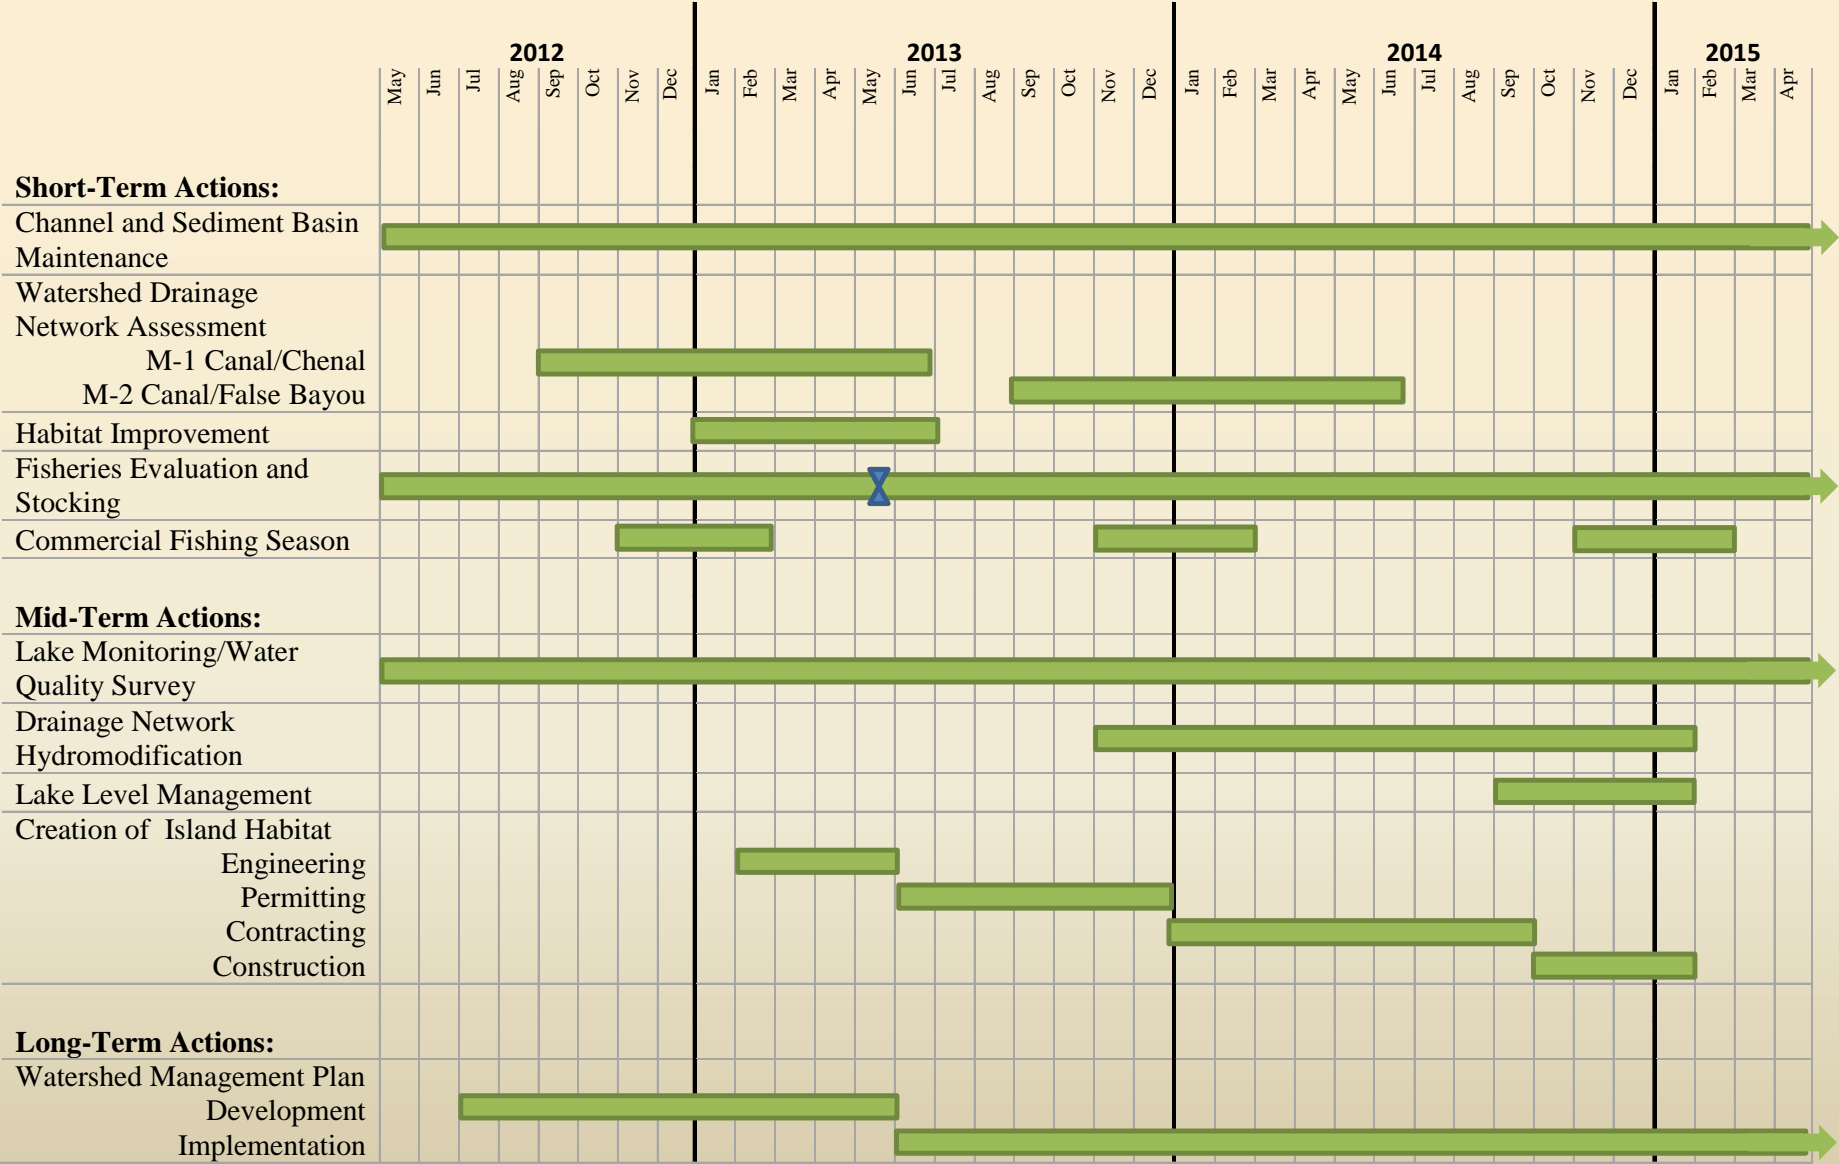 2012 2013 2014 2015
May Jun Jul Aug Sep Oct Nov Dec Jan Feb Mar Apr May Jun Jul Aug Sep Oct Nov Dec Jan Feb Mar Apr May Jun Jul Aug Sep Oct Nov Dec Jan Feb Mar Apr
Short-Term Actions:
Channel and Sediment Basin
Maintenance
Watershed Drainage
Network Assessment
M-1 Canal/Chenal
M-2 Canal/False Bayou
Habitat Improvement
Fisheries Evaluation and
Stocking
Commercial Fishing Season
Mid-Term Actions:
Lake Monitoring/Water
Quality Survey
Drainage Network
Hydromodification
Lake Level Management
Creation of Island Habitat
Engineering
Permitting
Contracting
Construction
Long-Term Actions:
Watershed Management Plan
Development
Implementation